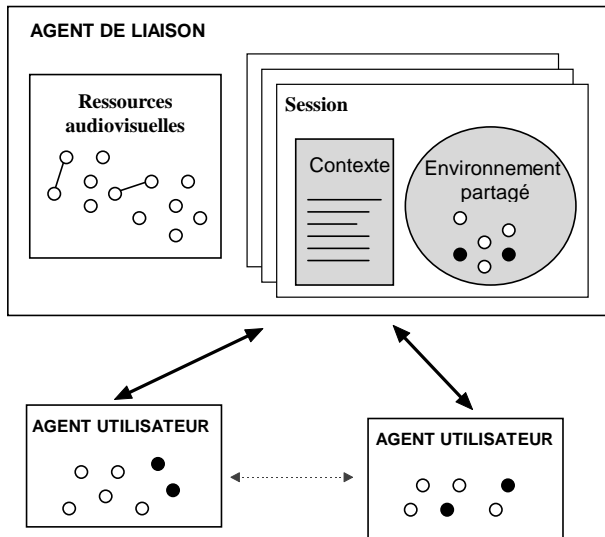 AGENT DE LIAISON
Ressources
audiovisuelles
Session
Contexte
Environnement
partagé
AGENT UTILISATEUR
AGENT UTILISATEUR